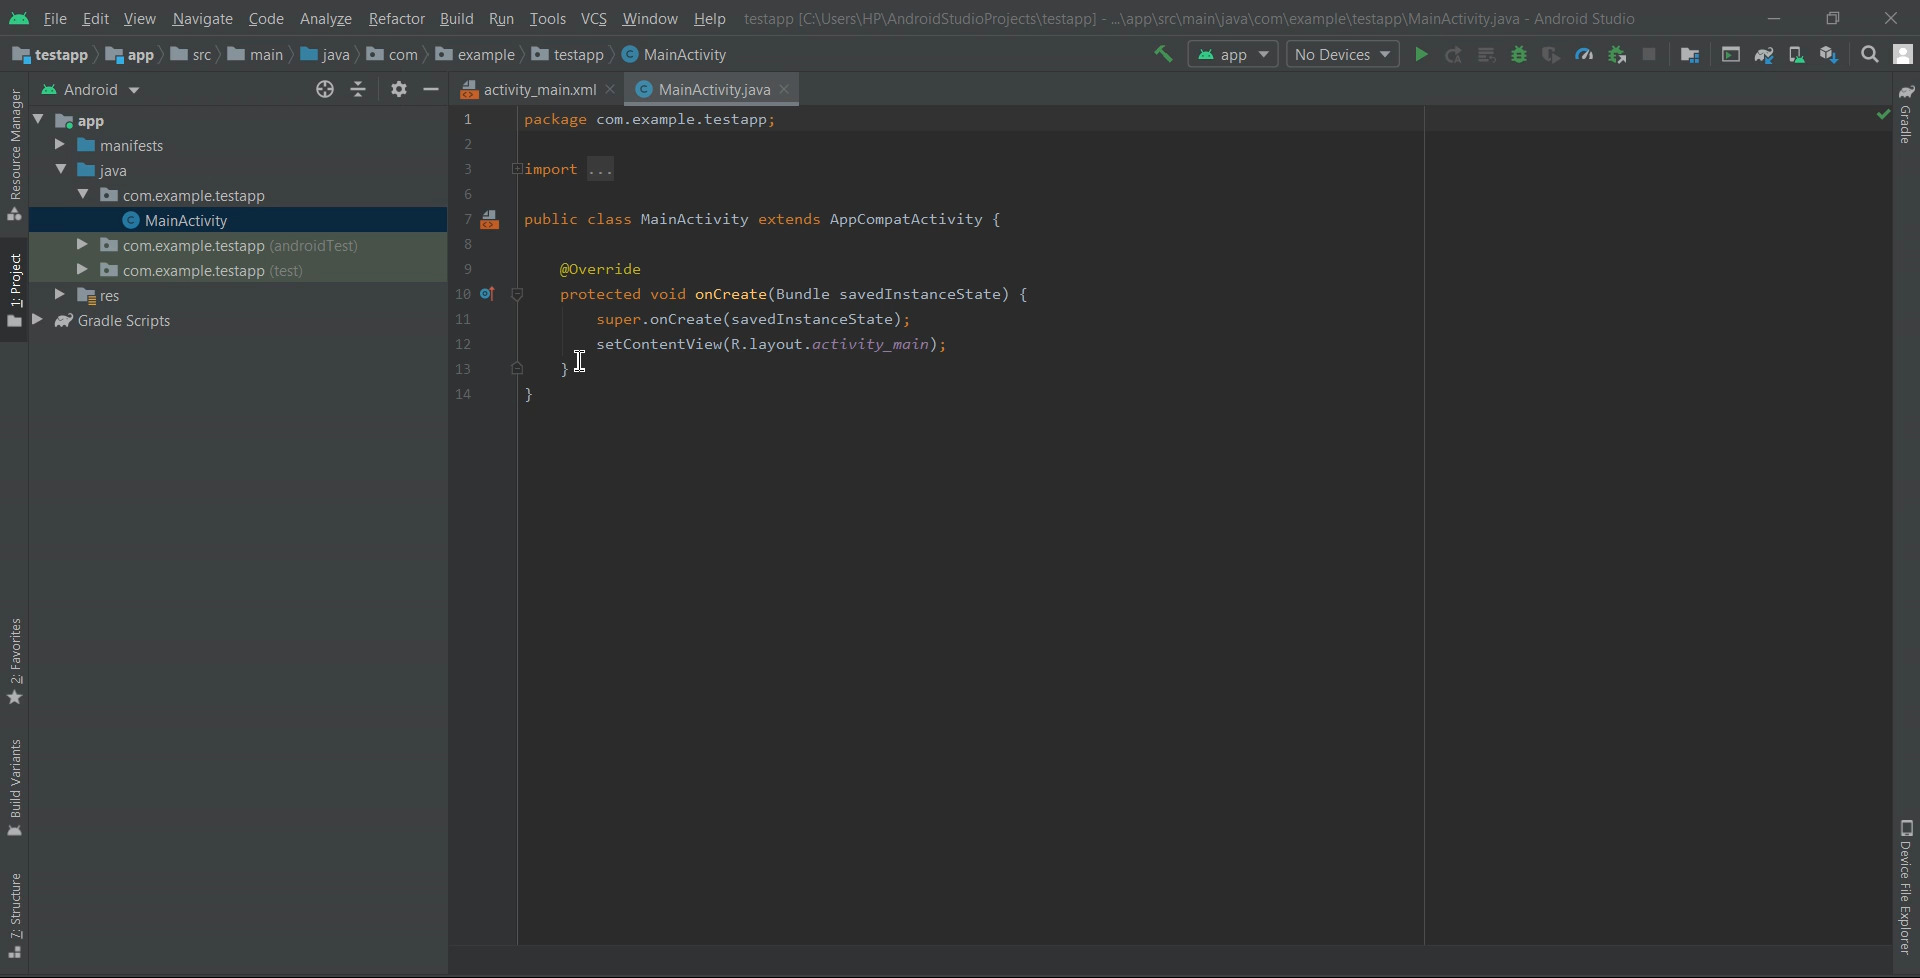 File Edit View Navigate Code Analyze Refactor Build Run Tools VCS Window Help testapp [C:\Users\HP\AndroidStudioProjects\testapp] - ...\app\src\main\java\com\example\testapp\MainActivity.java - Android Studio
testapp app src main java com example testapp MainActivity app No Devices
Android
activity_main.xml MainActivity.java
app
manifests
java
com.example.testapp
MainActivity
com.example.testapp (androidTest)
com.example.testapp (test)
res
Gradle Scripts
1 package com.example.testapp;
2
3 import ...
6
7 public class MainActivity extends AppCompatActivity {
8
9 @Override
10 protected void onCreate(Bundle savedInstanceState) {
11 super.onCreate(savedInstanceState);
12 setContentView(R.layout.activity_main);
13 }
14 }
Resource Manager
1: Project
2: Favorites
Build Variants
7: Structure
Gradle
Device File Explorer